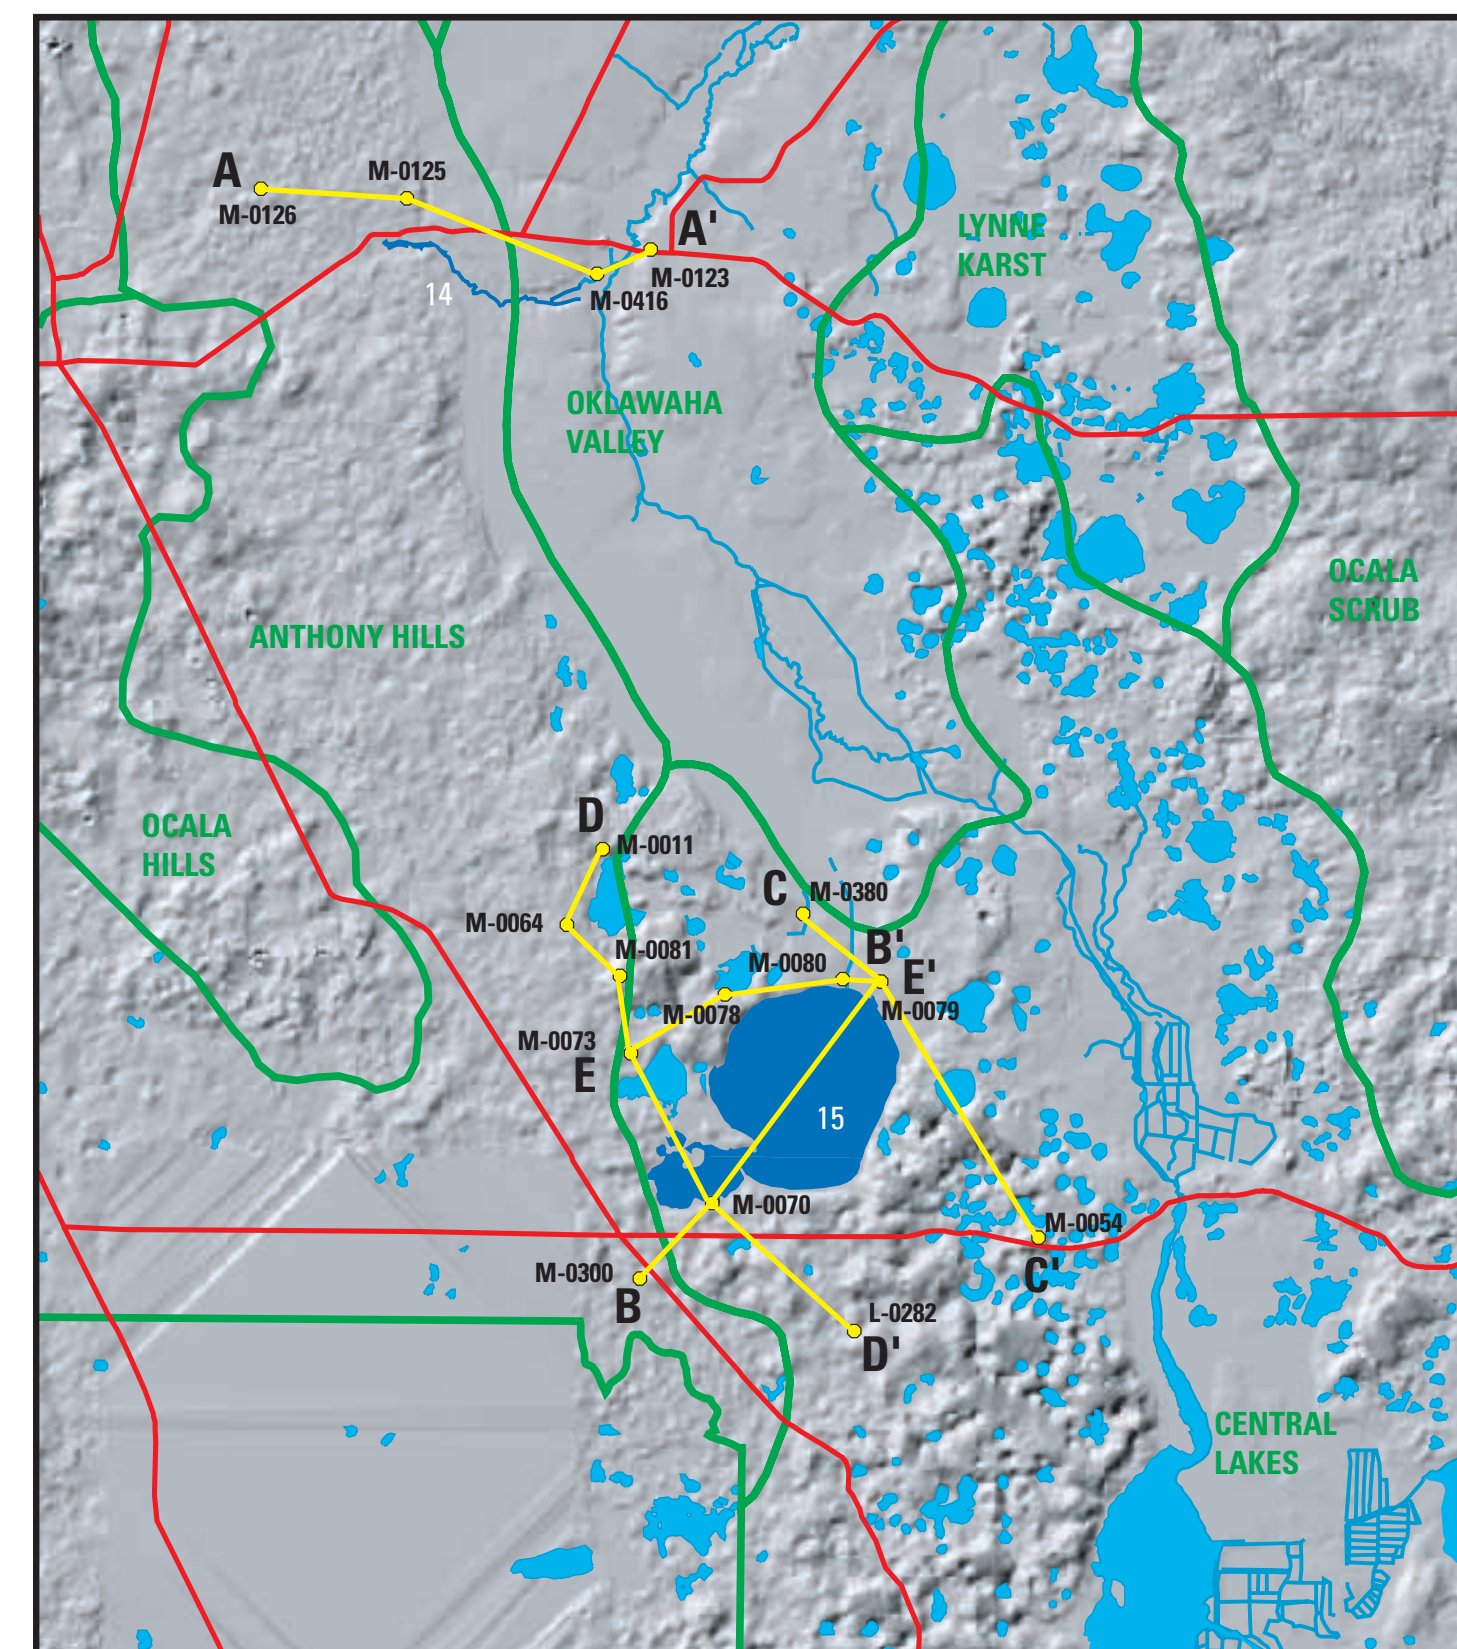 A
M-0126
M-0125
A'
M-0123
M-0416
14
LYNNE
KARST
OKLAWAHA
VALLEY
OCALA
SCRUB
ANTHONY HILLS
OCALA
HILLS
D
M-0011
M-0064
M-0081
C
M-0380
B'
M-0080
E'
M-0079
M-0078
M-0073
E
15
M-0070
M-0054
C'
M-0300
B
L-0282
D'
CENTRAL
LAKES